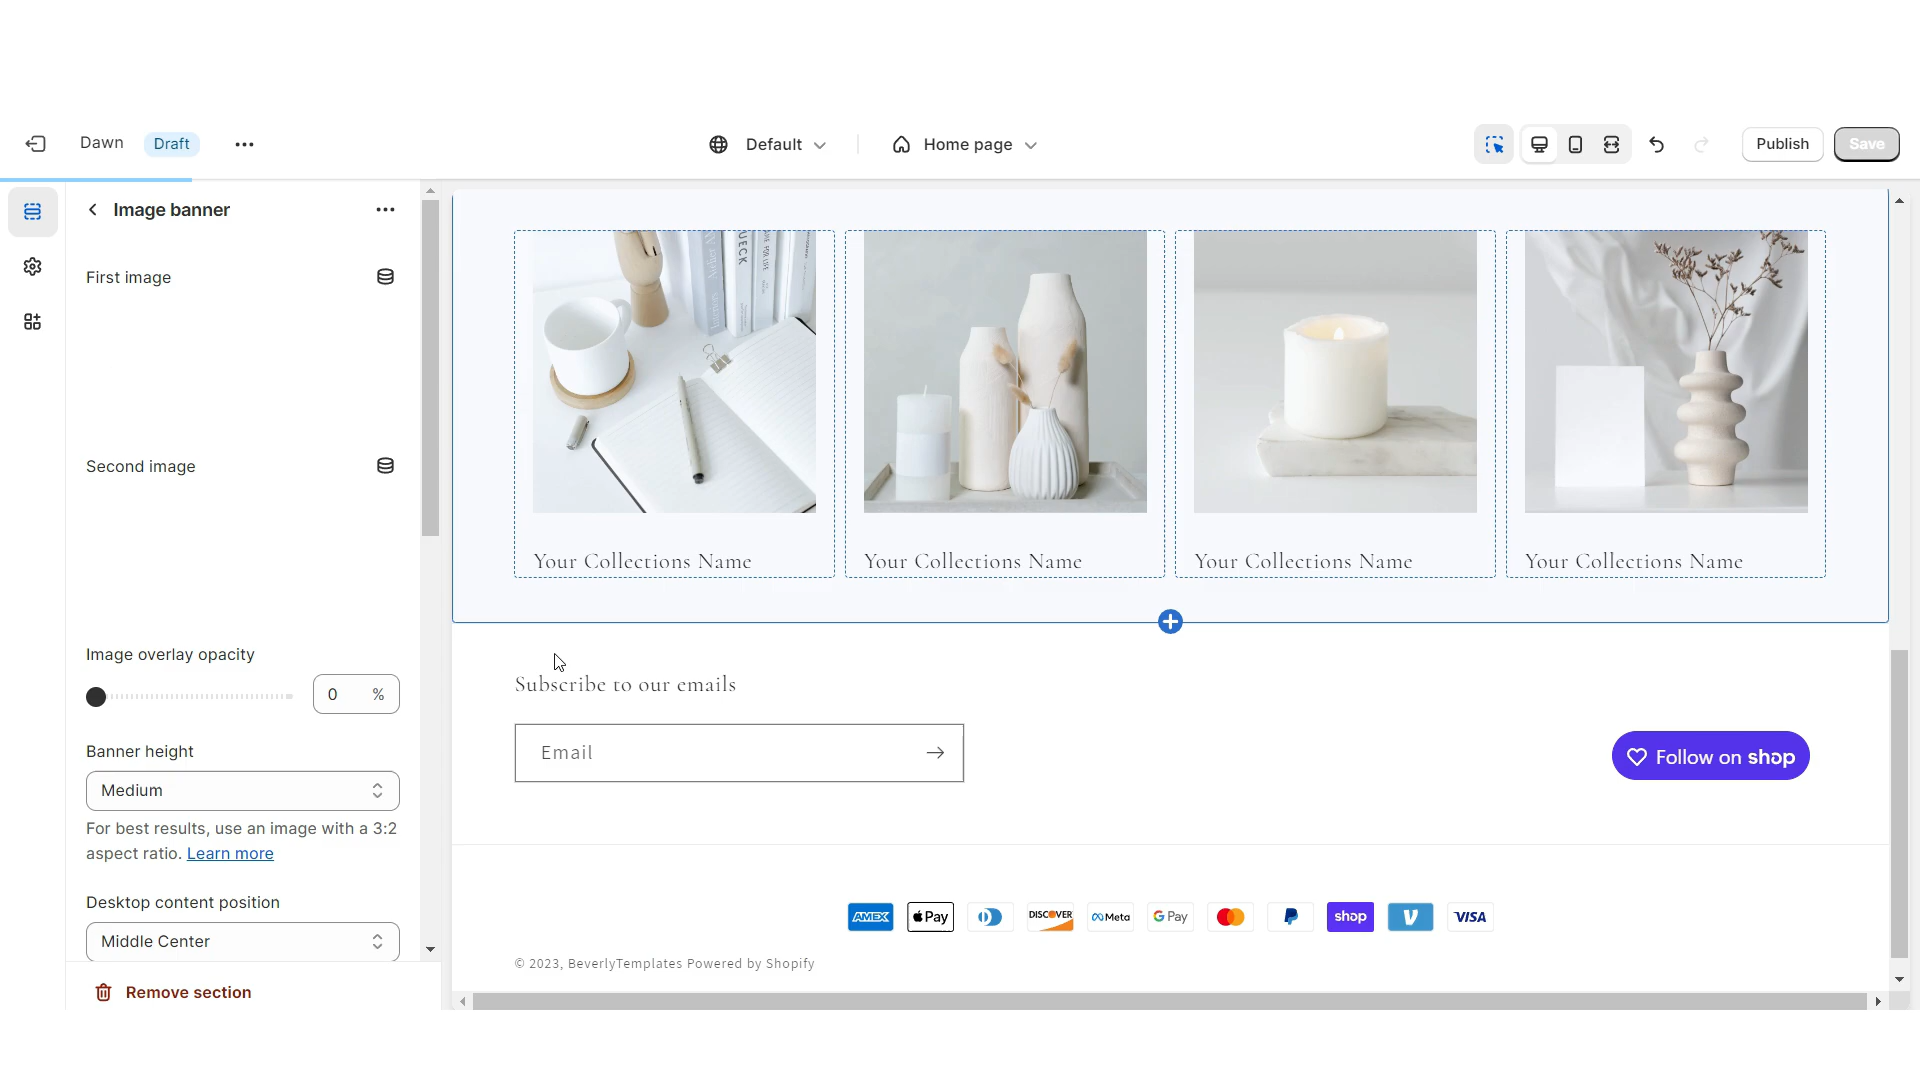 Dawn Draft Default Home page Publish Save
Image banner
First image
Second image
Image overlay opacity
0 %
Banner height
Medium
For best results, use an image with a 3:2
aspect ratio. Learn more
Desktop content position
Middle Center
Remove section
Your Collections Name
Your Collections Name
Your Collections Name
Your Collections Name
Subscribe to our emails
Email
Follow on shop
AMEX Pay DISCOVER Meta G Pay shop VISA
© 2023, BeverlyTemplates Powered by Shopify